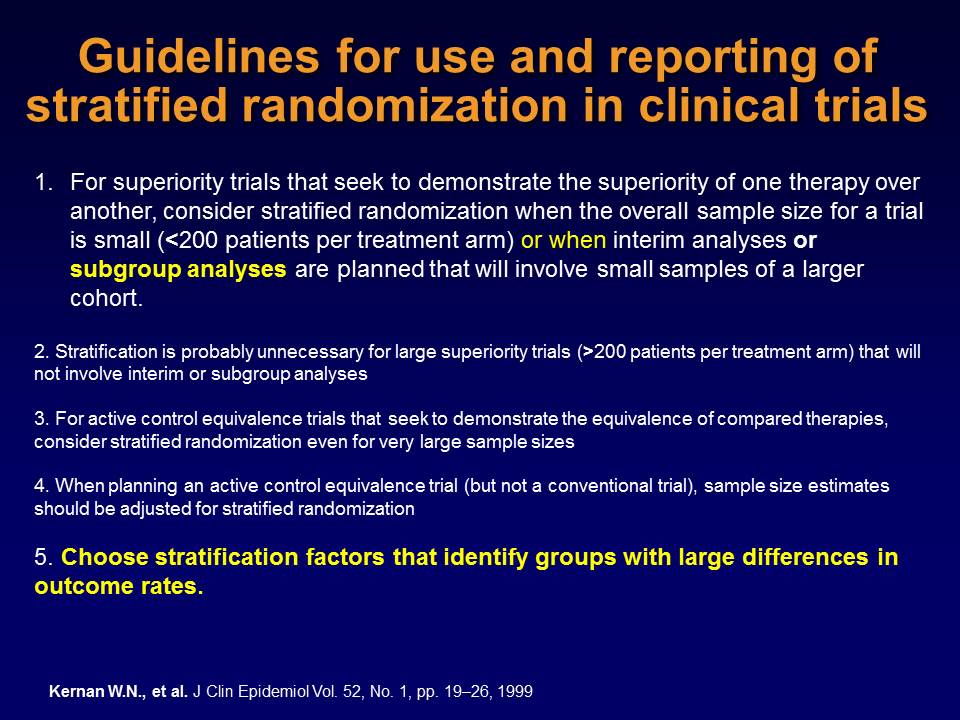 Guidelines for use and reporting of
stratified randomization in clinical trials
1. For superiority trials that seek to demonstrate the superiority of one therapy over
another, consider stratified randomization when the overall sample size for a trial
is small (<200 patients per treatment arm) or when interim analyses or
subgroup analyses are planned that will involve small samples of a larger
cohort.
2. Stratification is probably unnecessary for large superiority trials (>200 patients per treatment arm) that will
not involve interim or subgroup analyses
3. For active control equivalence trials that seek to demonstrate the equivalence of compared therapies,
consider stratified randomization even for very large sample sizes
4. When planning an active control equivalence trial (but not a conventional trial), sample size estimates
should be adjusted for stratified randomization
5. Choose stratification factors that identify groups with large differences in
outcome rates.
Kernan W.N., et al. J Clin Epidemiol Vol. 52, No. 1, pp. 19–26, 1999